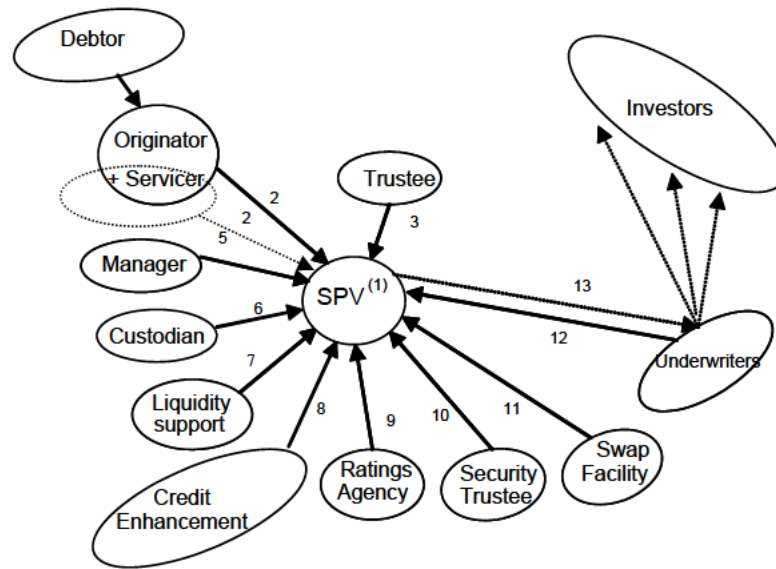 Debtor
Originator
+ Servicer
Investors
Trustee
2
2
3
5
Manager
SPV(1)
13
6
Custodian
12
Underwriters
7
Liquidity
support
8
9
10
11
Swap
Facility
Ratings
Agency
Security
Trustee
Credit
Enhancement